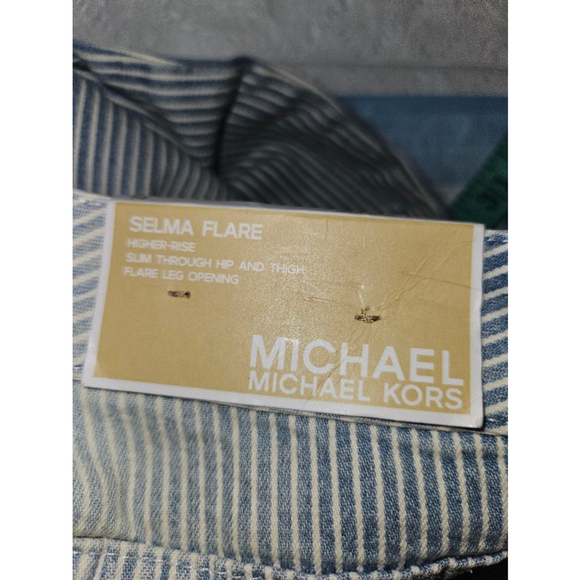 SELMA FLARE
HIGHER-RISE
SLIM THROUGH HIP AND THIGH
FLARE LEG OPENING
MICHAEL
MICHAEL KORS